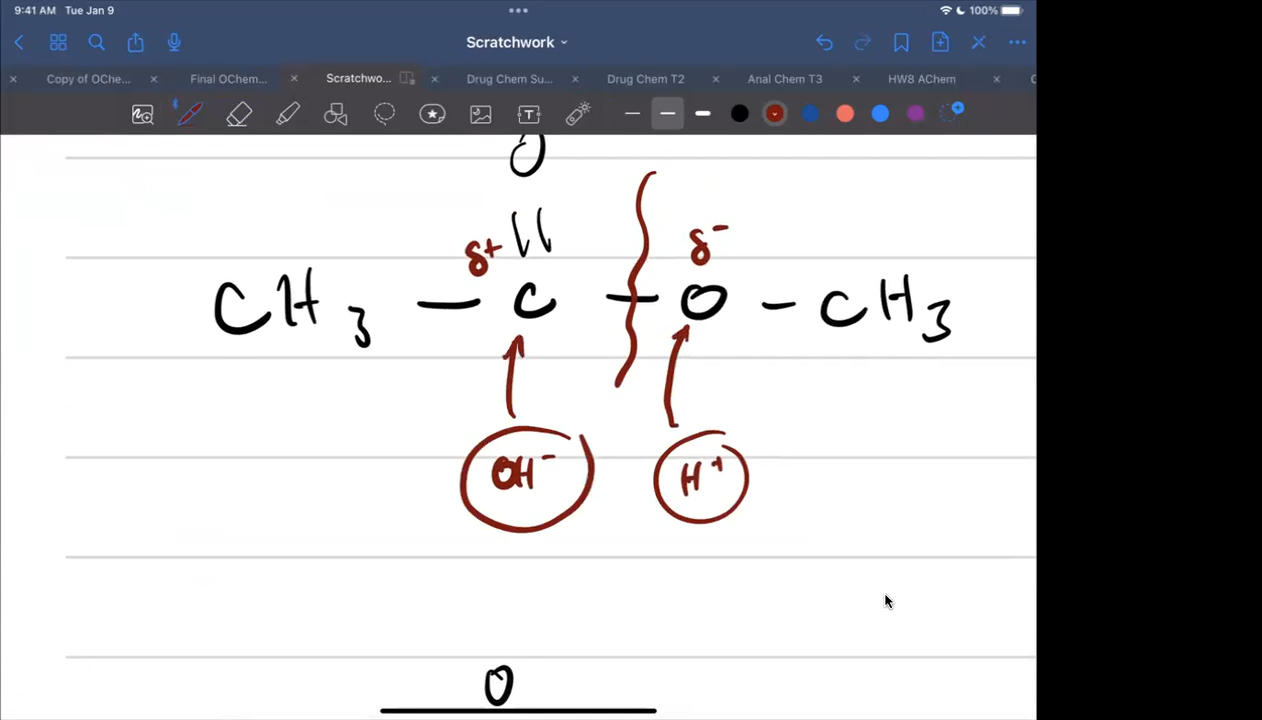 9:41 AM Tue Jan 9
100%
Scratchwork
Copy of OChe...
Final OChem...
Scratchwo...
Drug Chem Su...
Drug Chem T2
Anal Chem T3
HW8 AChem
T
O
δ+ δ-
CH3 - C - O - CH3
OH- H+
O